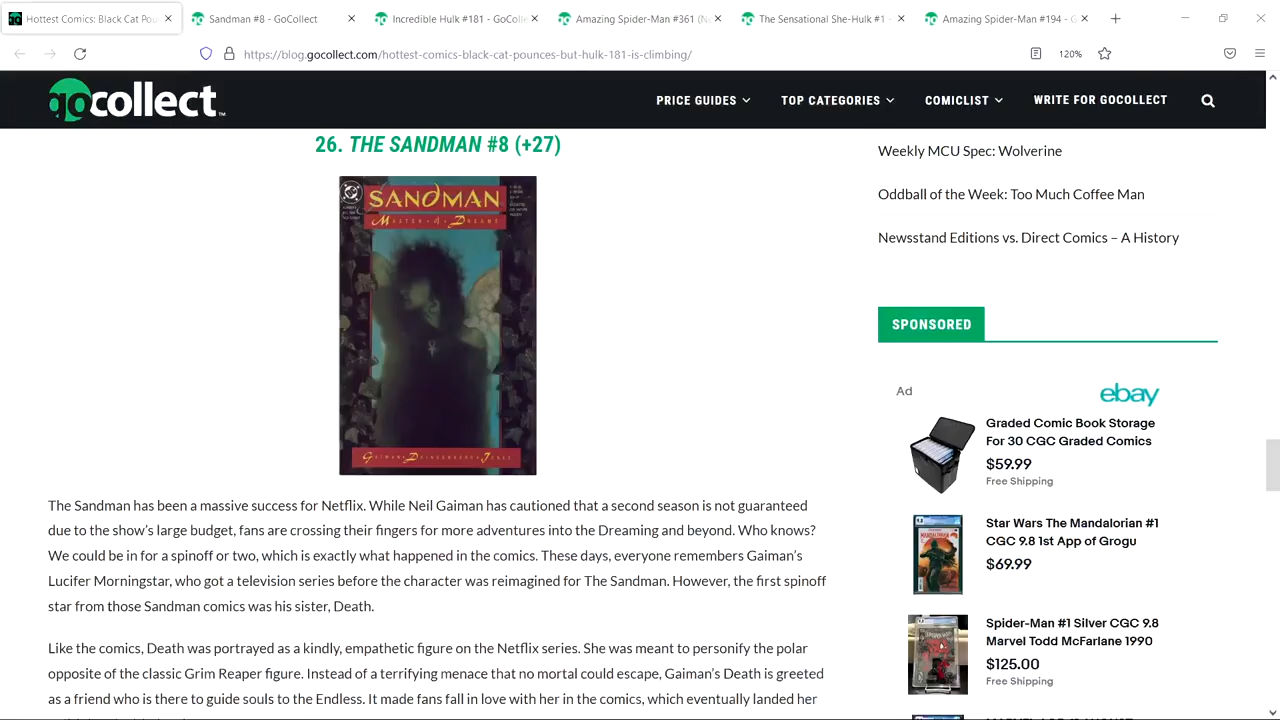 Hottest Comics: Black Cat Pou
Sandman #8 - GoCollect
Incredible Hulk #181 - GoColle
Amazing Spider-Man #361 (Ne
The Sensational She-Hulk #1 -
Amazing Spider-Man #194 - G
https://blog.gocollect.com/hottest-comics-black-cat-pounces-but-hulk-181-is-climbing/
120%
gocollect™
PRICE GUIDES
TOP CATEGORIES
COMICLIST
WRITE FOR GOCOLLECT
26. THE SANDMAN #8 (+27)
DC
SANDMAN
MASTER OF DREAMS
The Sandman has been a massive success for Netflix. While Neil Gaiman has cautioned that a second season is not guaranteed
due to the show's large budget, fans are crossing their fingers for more adventures into the Dreaming and beyond. Who knows?
We could be in for a spinoff or two, which is exactly what happened in the comics. These days, everyone remembers Gaiman's
Lucifer Morningstar, who got a television series before the character was reimagined for The Sandman. However, the first spinoff
star from those Sandman comics was his sister, Death.
Like the comics, Death was portrayed as a kindly, empathetic figure on the Netflix series. She was meant to personify the polar
opposite of the classic Grim Reaper figure. Instead of a terrifying menace that no mortal could escape, Gaiman's Death is greeted
as a friend who is there to guide souls to the Endless. It made fans fall in love with her in the comics, which eventually landed her
Weekly MCU Spec: Wolverine
Oddball of the Week: Too Much Coffee Man
Newsstand Editions vs. Direct Comics – A History
SPONSORED
Ad
ebay
Graded Comic Book Storage
For 30 CGC Graded Comics
$59.99
Free Shipping
Star Wars The Mandalorian #1
CGC 9.8 1st App of Grogu
$69.99
Spider-Man #1 Silver CGC 9.8
Marvel Todd McFarlane 1990
$125.00
Free Shipping